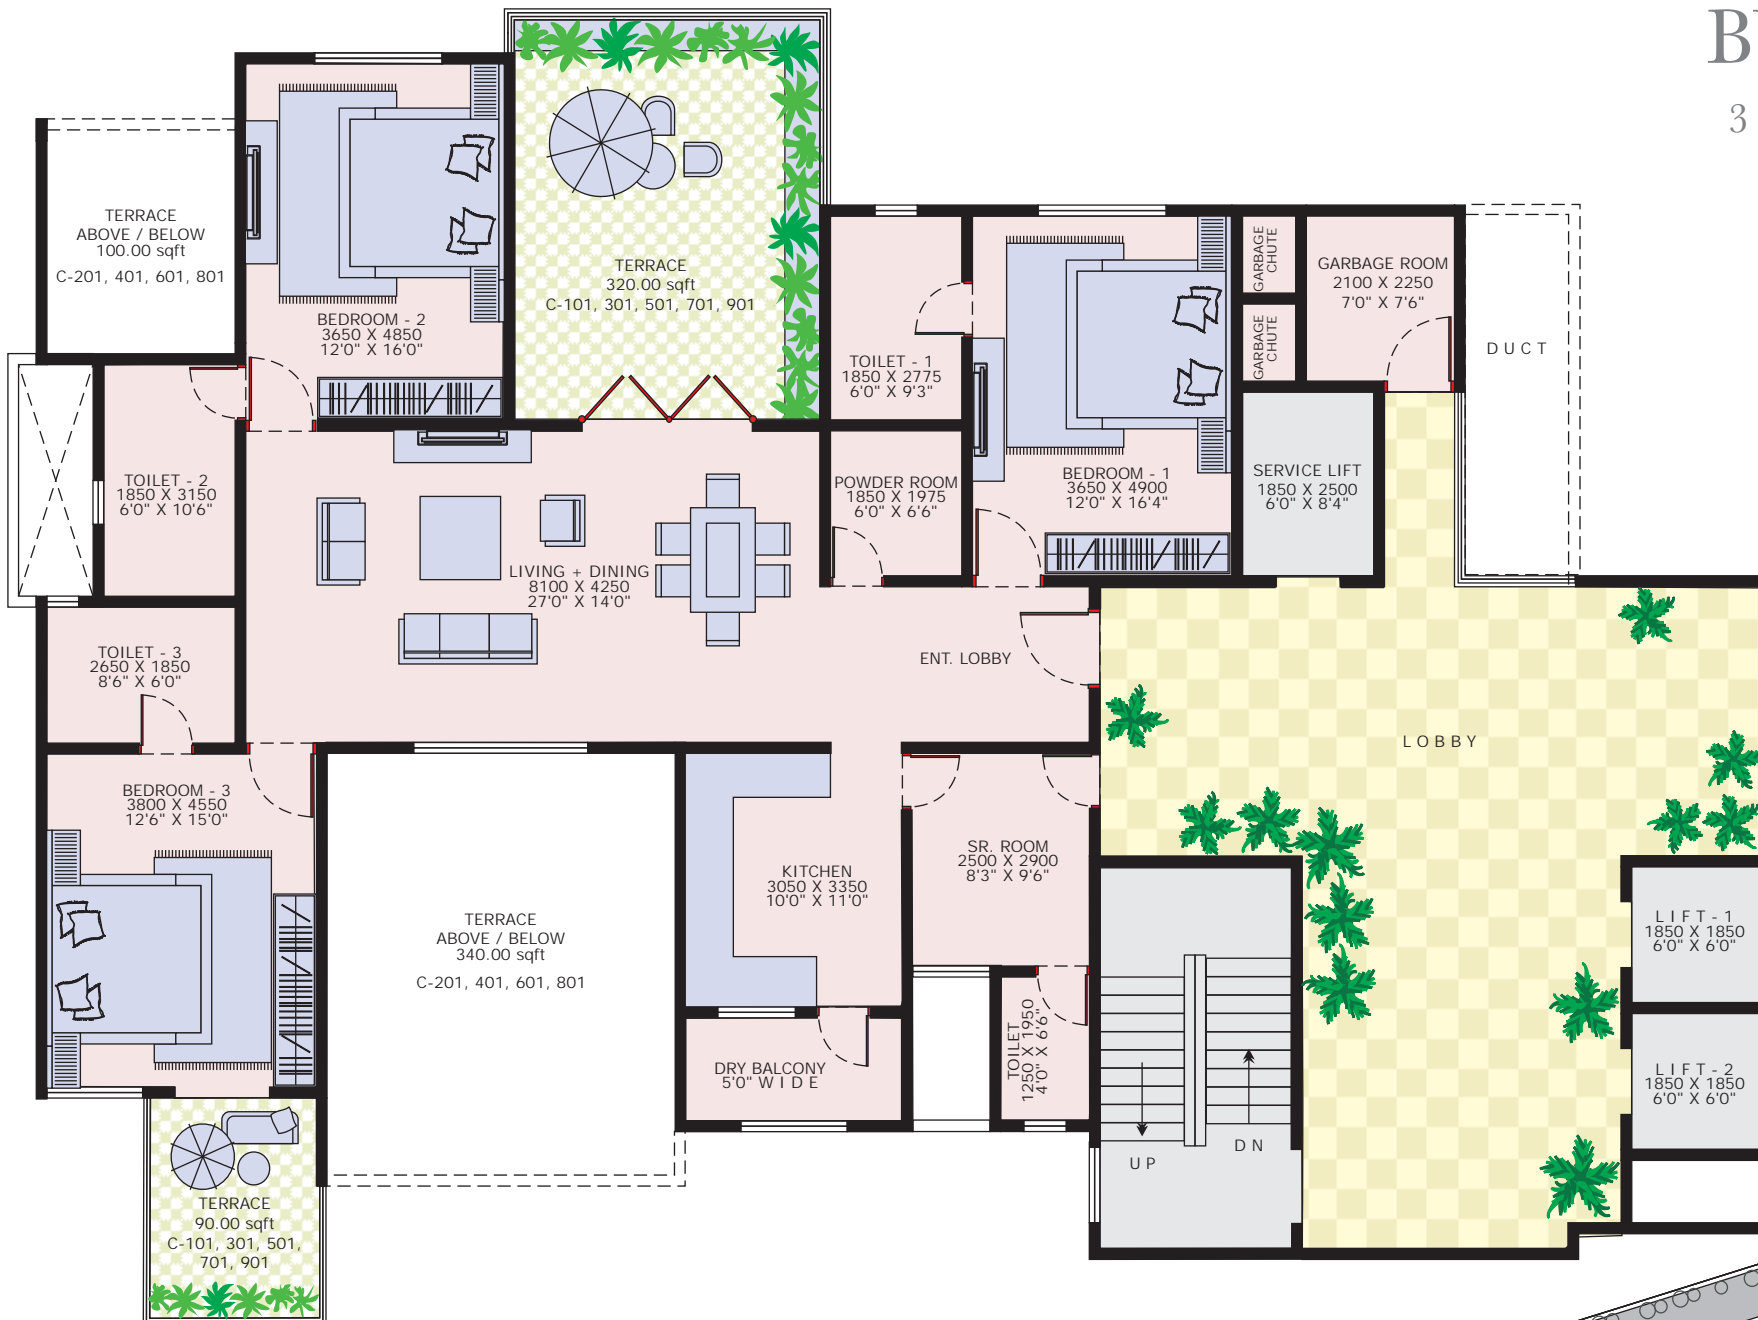 3
TERRACE
ABOVE / BELOW
100.00 sqft
C-201, 401, 601, 801
BEDROOM - 2
3650 X 4850
12'0" X 16'0"
TERRACE
320.00 sqft
C-101, 301, 501, 701, 901
TOILET - 1
1850 X 2775
6'0" X 9'3"
GARBAGE
CHUTE
GARBAGE
CHUTE
GARBAGE ROOM
2100 X 2250
7'0" X 7'6"
DUCT
TOILET - 2
1850 X 3150
6'0" X 10'6"
POWDER ROOM
1850 X 1975
6'0" X 6'6"
BEDROOM - 1
3650 X 4900
12'0" X 16'4"
SERVICE LIFT
1850 X 2500
6'0" X 8'4"
LIVING + DINING
8100 X 4250
27'0" X 14'0"
TOILET - 3
2650 X 1850
8'6" X 6'0"
ENT. LOBBY
LOBBY
BEDROOM - 3
3800 X 4550
12'6" X 15'0"
KITCHEN
3050 X 3350
10'0" X 11'0"
SR. ROOM
2500 X 2900
8'3" X 9'6"
TERRACE
ABOVE / BELOW
340.00 sqft
C-201, 401, 601, 801
LIFT - 1
1850 X 1850
6'0" X 6'0"
DRY BALCONY
5'0" WIDE
TOILET
1250 X 1950
4'0" X 6'6"
LIFT - 2
1850 X 1850
6'0" X 6'0"
UP
DN
TERRACE
90.00 sqft
C-101, 301, 501,
701, 901